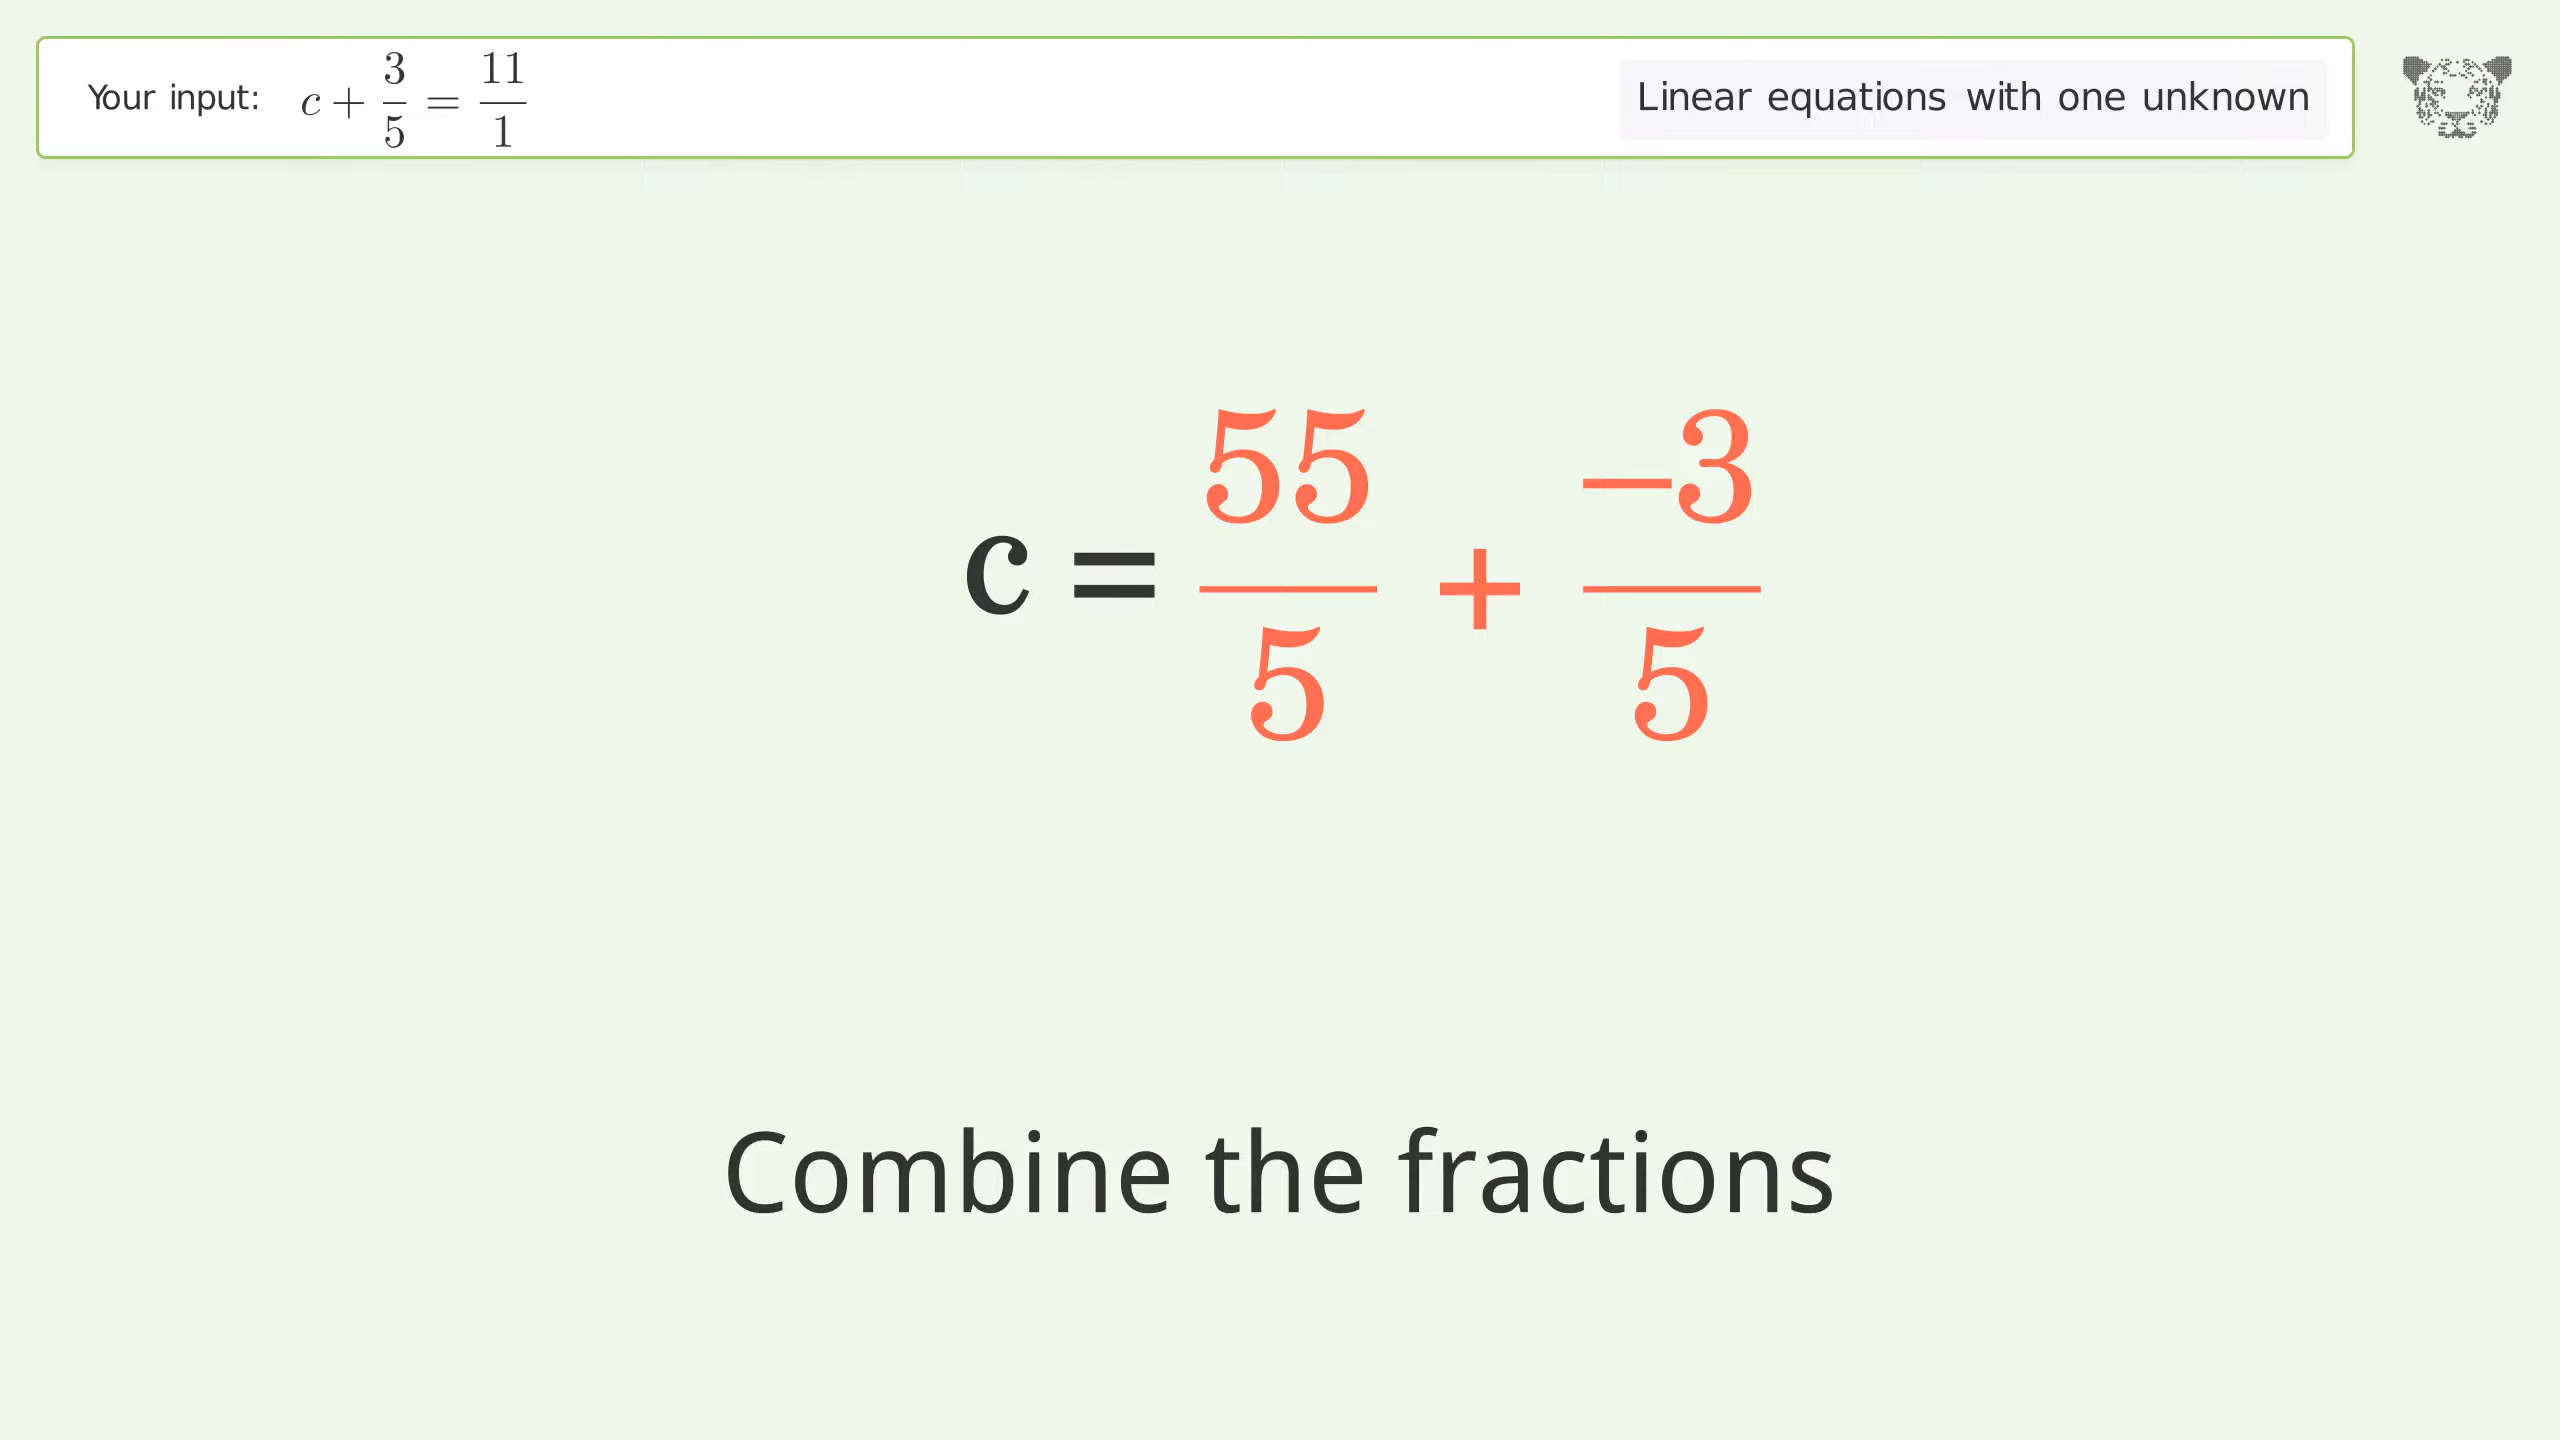 Your input: c + 3/5 = 11/1
Linear equations with one unknown
c = 55/5 + −3/5
Combine the fractions